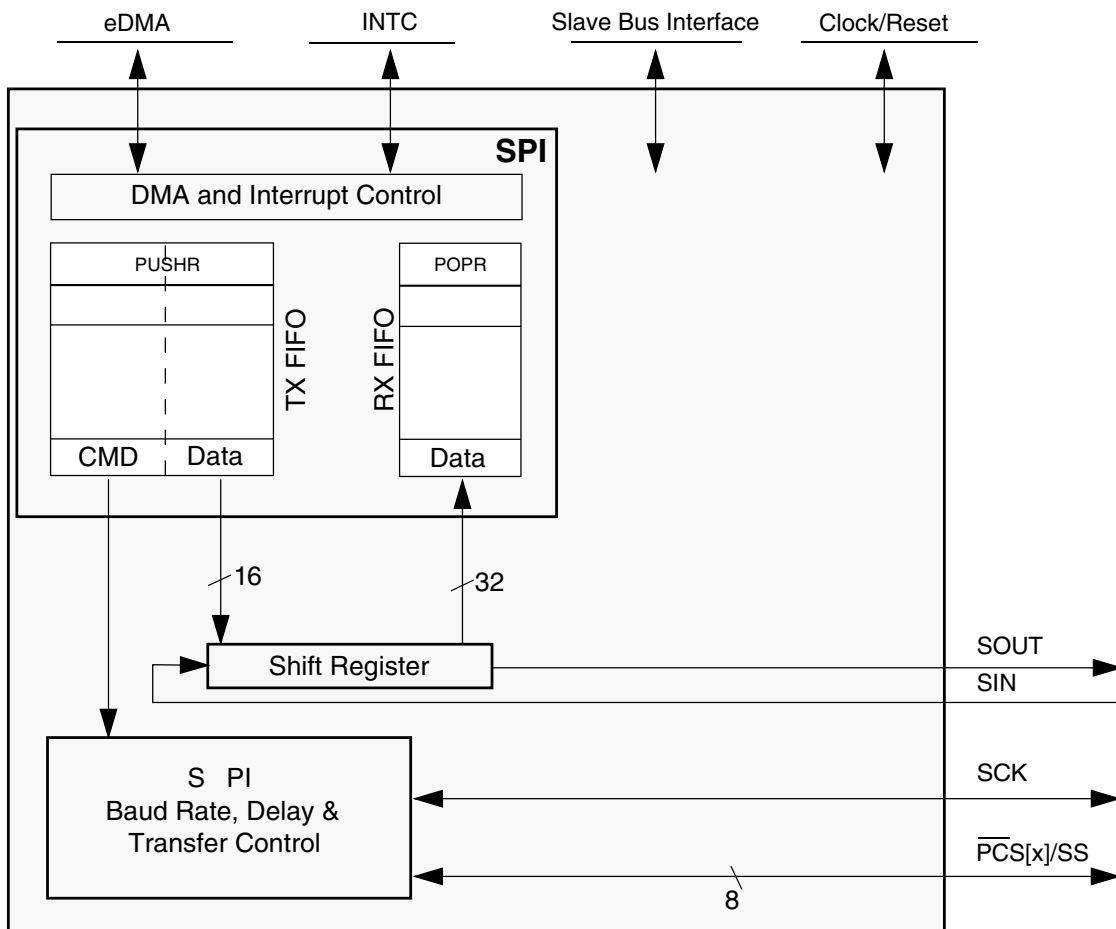 eDMA
INTC
Slave Bus Interface
Clock/Reset
SPI
DMA and Interrupt Control
PUSHR
POPR
TX FIFO
RX FIFO
CMD
Data
Data
16
32
Shift Register
SOUT
SIN
S PI
Baud Rate, Delay &
Transfer Control
SCK
PCS[x]/SS
8